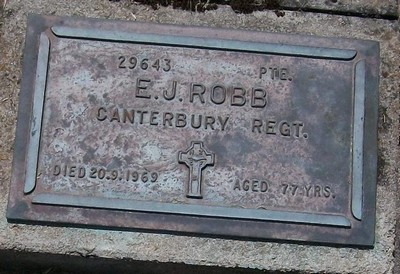 29643 PTE.
E.J. ROBB
CANTERBURY REGT.
DIED 20.9.1969 AGED 77 YRS.